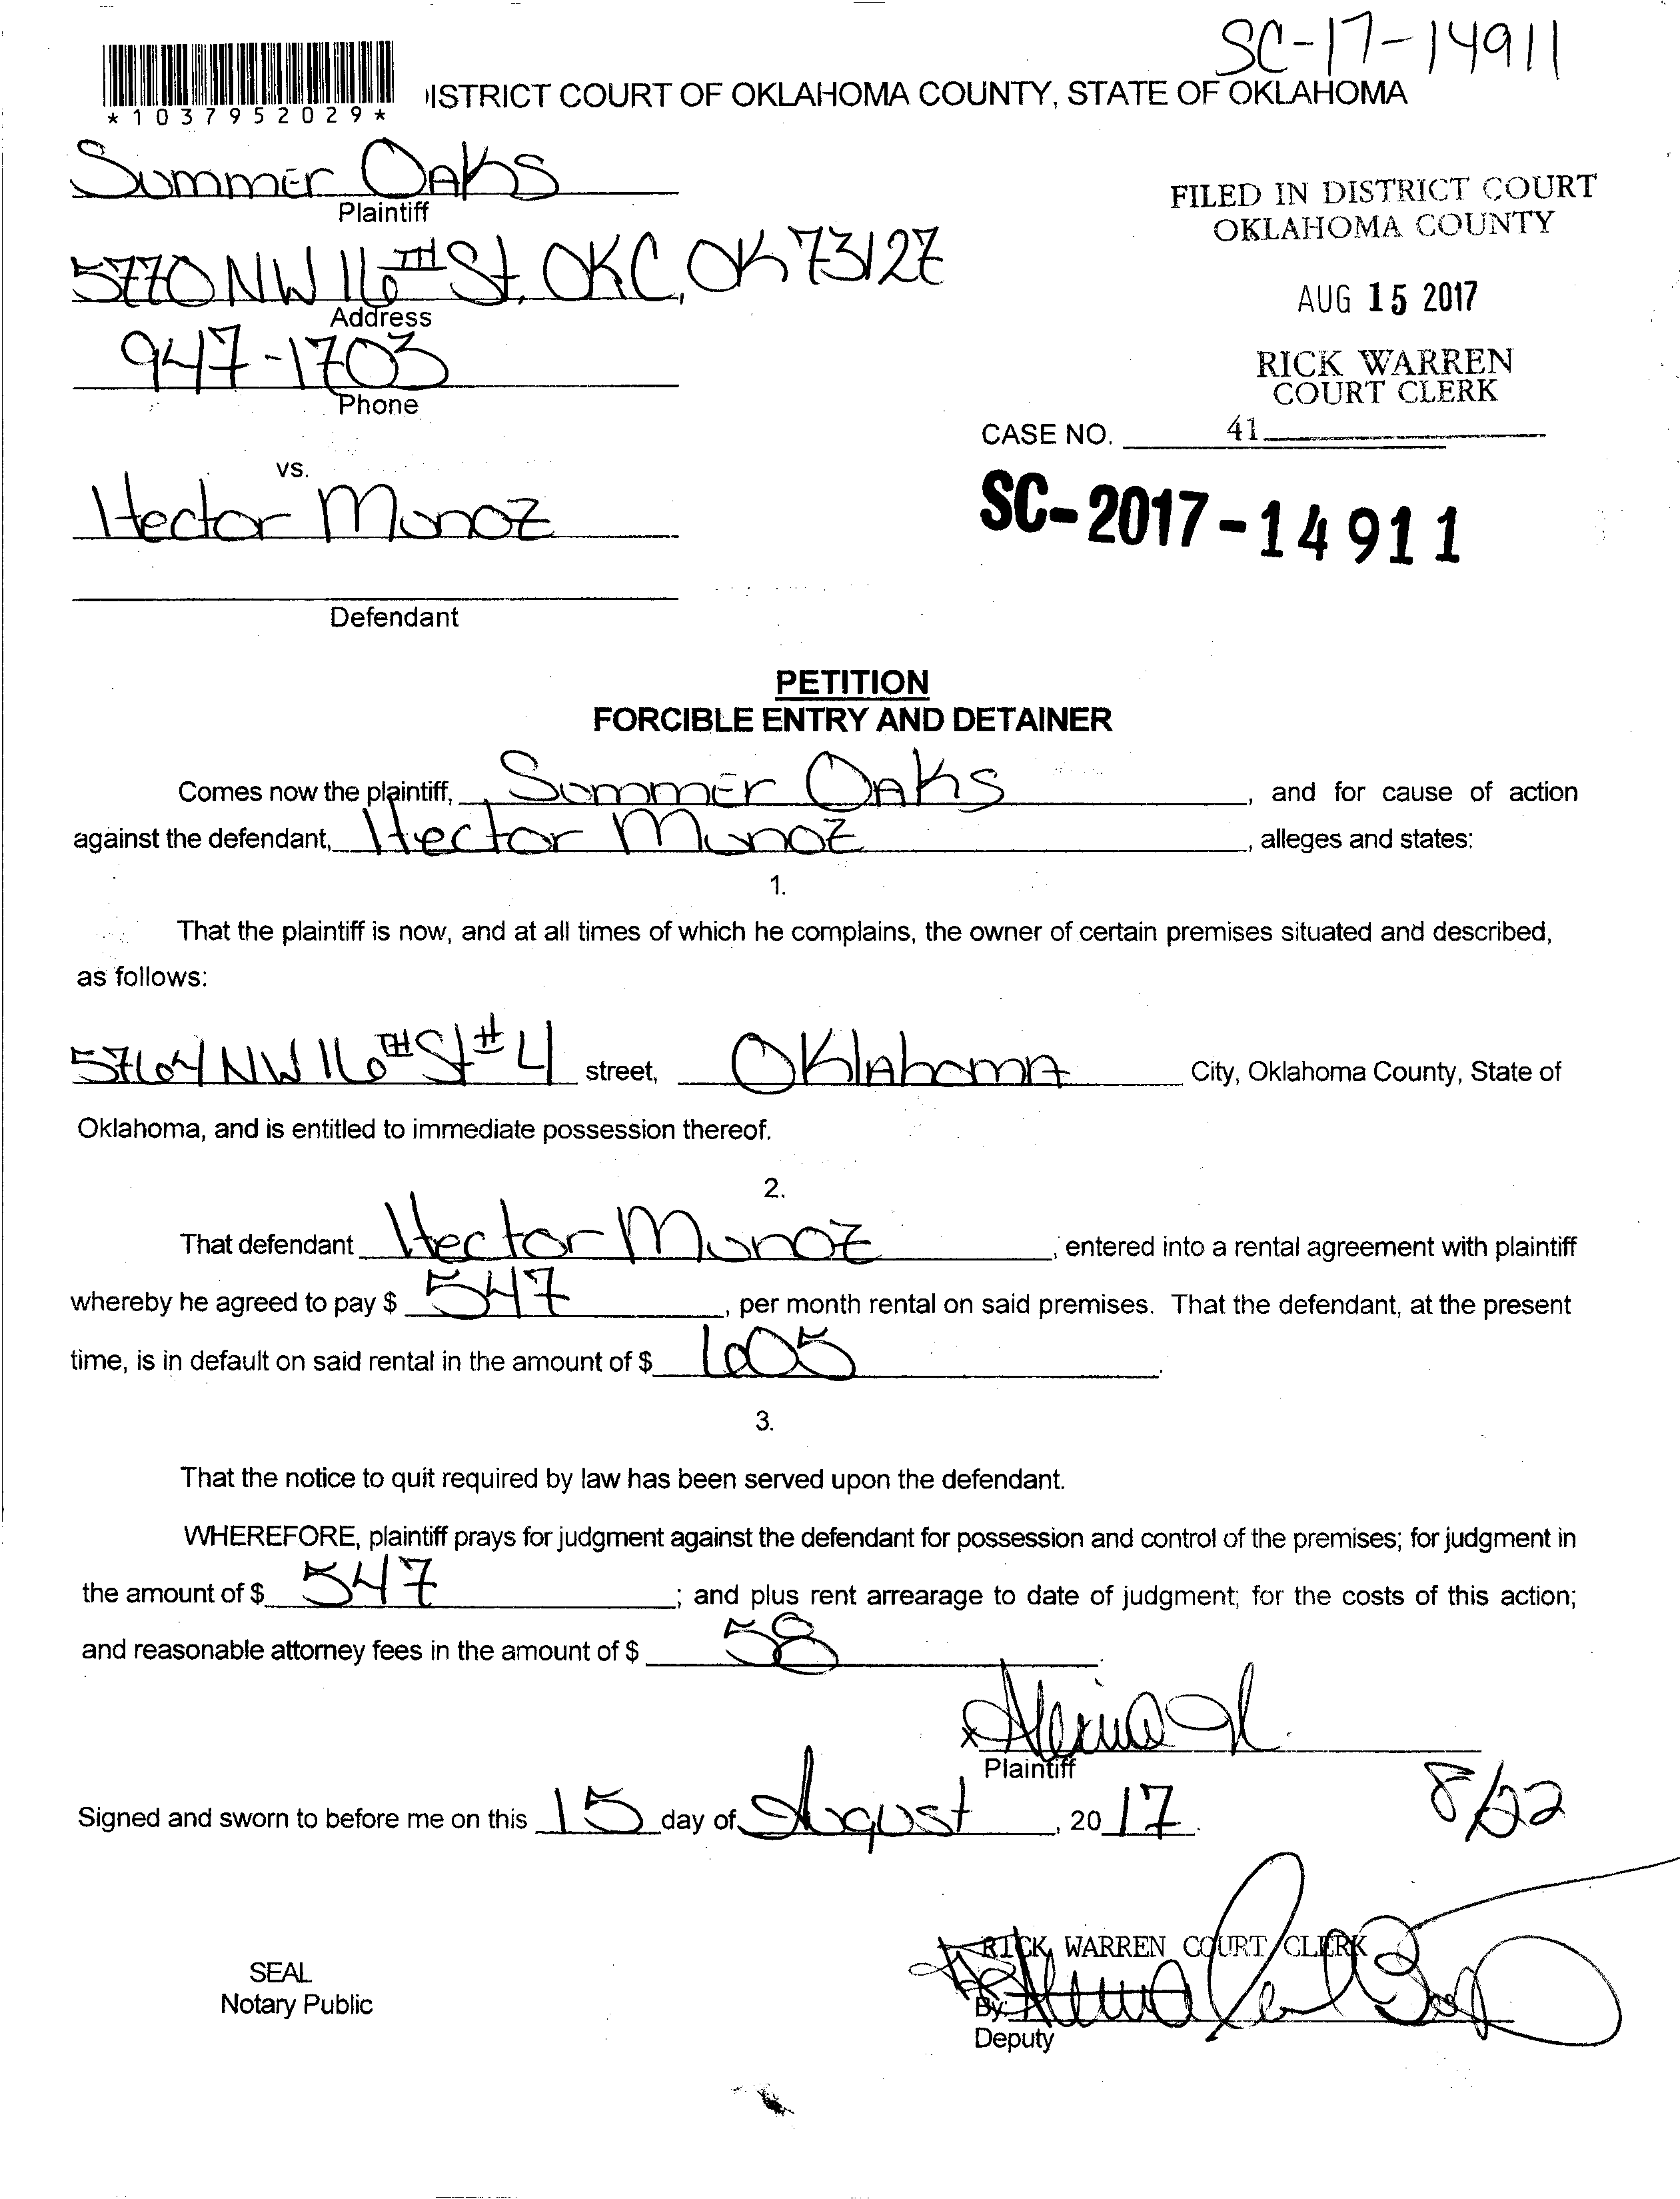 SC-17-14911
*1037952029*
ISTRICT COURT OF OKLAHOMA COUNTY, STATE OF OKLAHOMA
Summer Oaks
Plaintiff
FILED IN DISTRICT COURT
OKLAHOMA COUNTY
5770 NW 16TH St, OKC, OK 73127
Address
AUG 15 2017
947-1703
Phone
RICK WARREN
COURT CLERK
CASE NO. 41
vs.
Hector Munoz
SC-2017-14911
Defendant
PETITION
FORCIBLE ENTRY AND DETAINER
Comes now the plaintiff, Summer Oaks, and for cause of action
against the defendant, Hector Munoz, alleges and states:
1.
That the plaintiff is now, and at all times of which he complains, the owner of certain premises situated and described,
as follows:
5764 NW 16TH St #4 street, Oklahoma City, Oklahoma County, State of
Oklahoma, and is entitled to immediate possession thereof.
2.
That defendant Hector Munoz, entered into a rental agreement with plaintiff
whereby he agreed to pay $ 547, per month rental on said premises. That the defendant, at the present
time, is in default on said rental in the amount of $ 605.
3.
That the notice to quit required by law has been served upon the defendant.
WHEREFORE, plaintiff prays for judgment against the defendant for possession and control of the premises; for judgment in
the amount of $ 547; and plus rent arrearage to date of judgment; for the costs of this action;
and reasonable attorney fees in the amount of $ 58.
Plaintiff
8/22
Signed and sworn to before me on this 15 day of August, 2017.
RICK WARREN COURT CLERK
SEAL
Notary Public
By:
Deputy